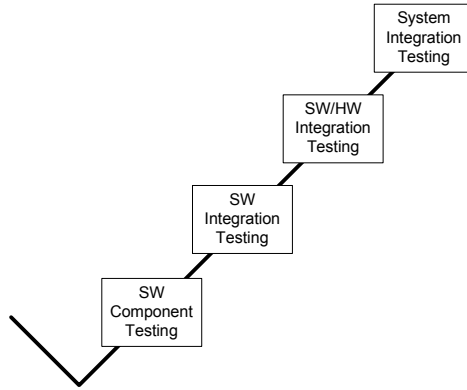 System
Integration
Testing
SW/HW
Integration
Testing
SW
Integration
Testing
SW
Component
Testing